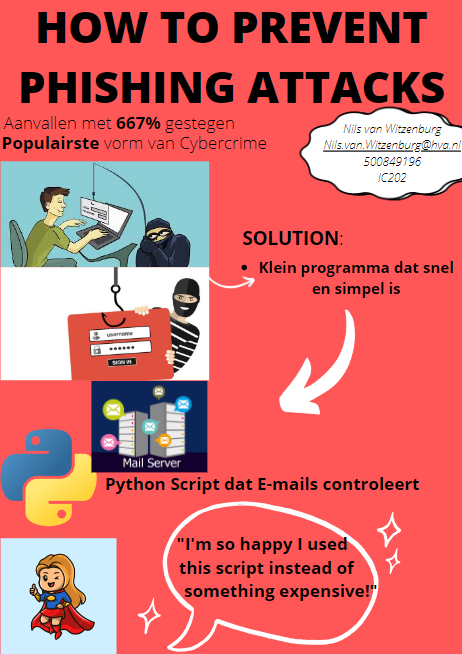 HOW TO PREVENT
PHISHING ATTACKS
Aanvallen met 667% gestegen
Populairste vorm van Cybercrime
Nils van Witzenburg
Nils.van.Witzenburg@hva.nl
500849196
IC202
SOLUTION:
• Klein programma dat snel
en simpel is
username
SIGN IN
Mail Server
Python Script dat E-mails controleert
"I'm so happy I used
this script instead of
something expensive!"